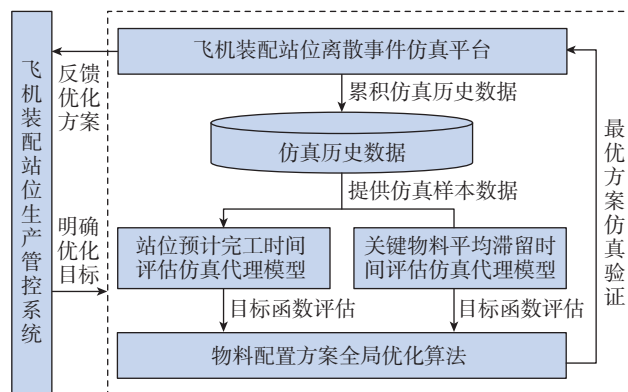 飞机装配站位生产管控系统
反馈
优化
方案
明确
优化
目标
飞机装配站位离散事件仿真平台
累积仿真历史数据
仿真历史数据
提供仿真样本数据
站位预计完工时间
评估仿真代理模型
关键物料平均滞留时
间评估仿真代理模型
目标函数评估
目标函数评估
物料配置方案全局优化算法
最优方案仿真验证